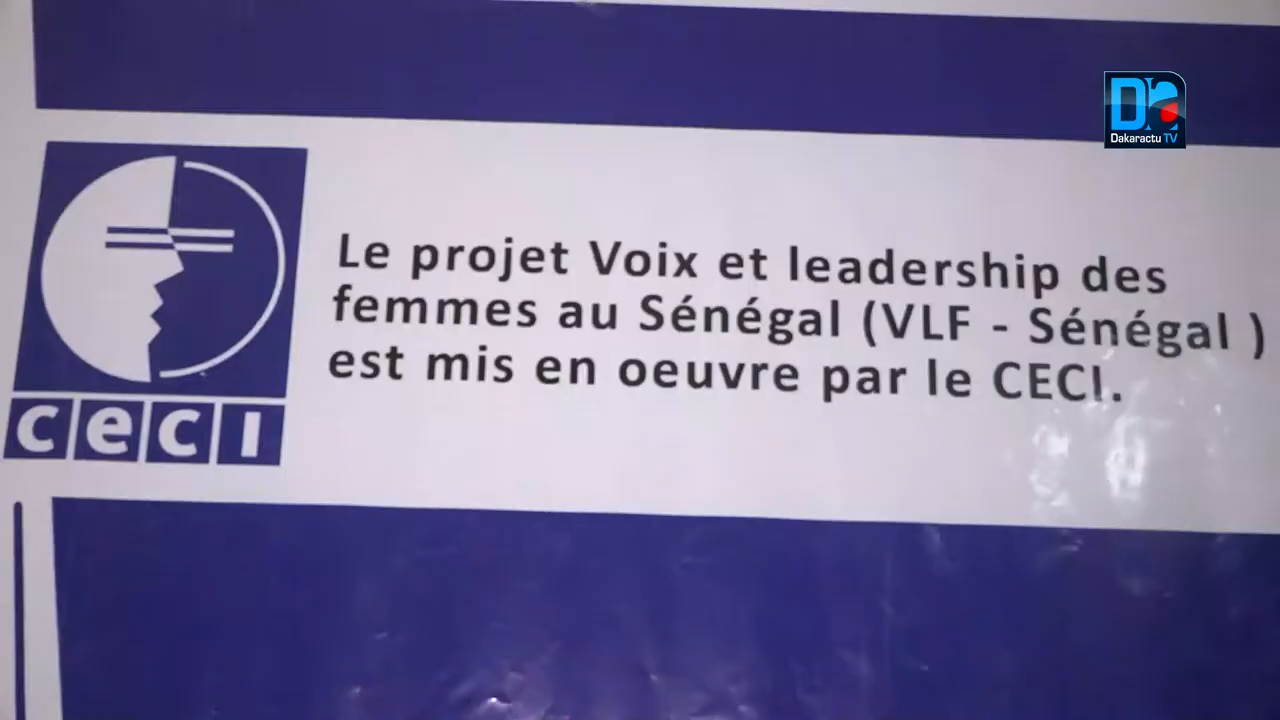 Dakaractu TV
Le projet Voix et leadership des
femmes au Sénégal (VLF - Sénégal )
est mis en oeuvre par le CECI.
ceci